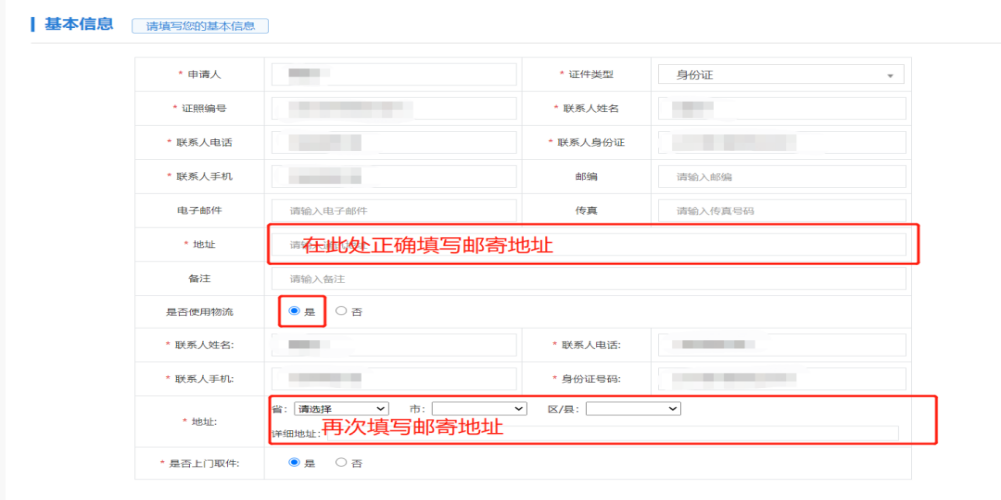 基本信息 请填写您的基本信息
* 申请人 * 证件类型 身份证
* 证照编号 * 联系人姓名
* 联系人电话 * 联系人身份证
* 联系人手机 邮编 请输入邮编
电子邮件 请输入电子邮件 传真 请输入传真号码
* 地址 在此处正确填写邮寄地址
备注 请输入备注
是否使用物流 是 否
* 联系人姓名: * 联系人电话:
* 联系人手机: * 身份证号码:
省: 请选择 市: 区/县:
* 地址:
详细地址: 再次填写邮寄地址
* 是否上门取件: 是 否